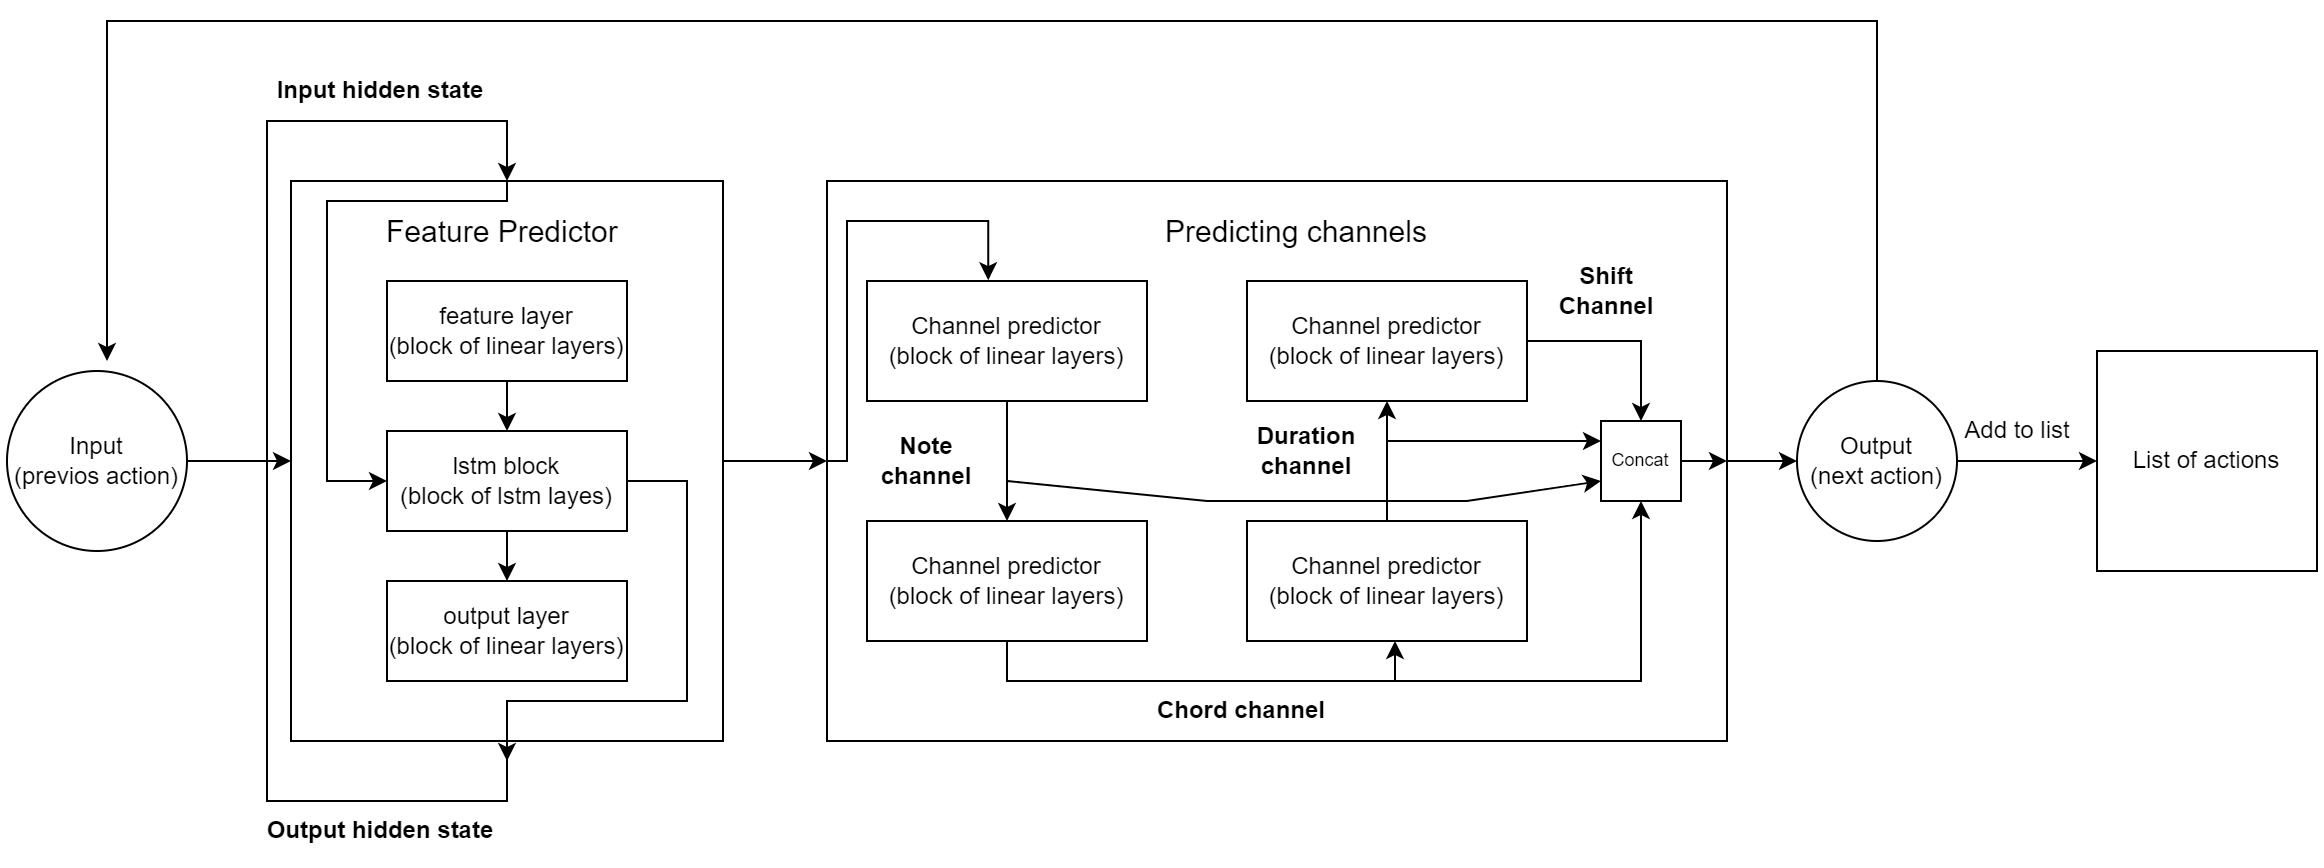 Input hidden state
Feature Predictor
feature layer
(block of linear layers)
lstm block
(block of lstm layes)
output layer
(block of linear layers)
Input
(previos action)
Output hidden state
Predicting channels
Channel predictor
(block of linear layers)
Channel predictor
(block of linear layers)
Shift
Channel
Note
channel
Duration
channel
Concat
Channel predictor
(block of linear layers)
Channel predictor
(block of linear layers)
Chord channel
Output
(next action)
Add to list
List of actions